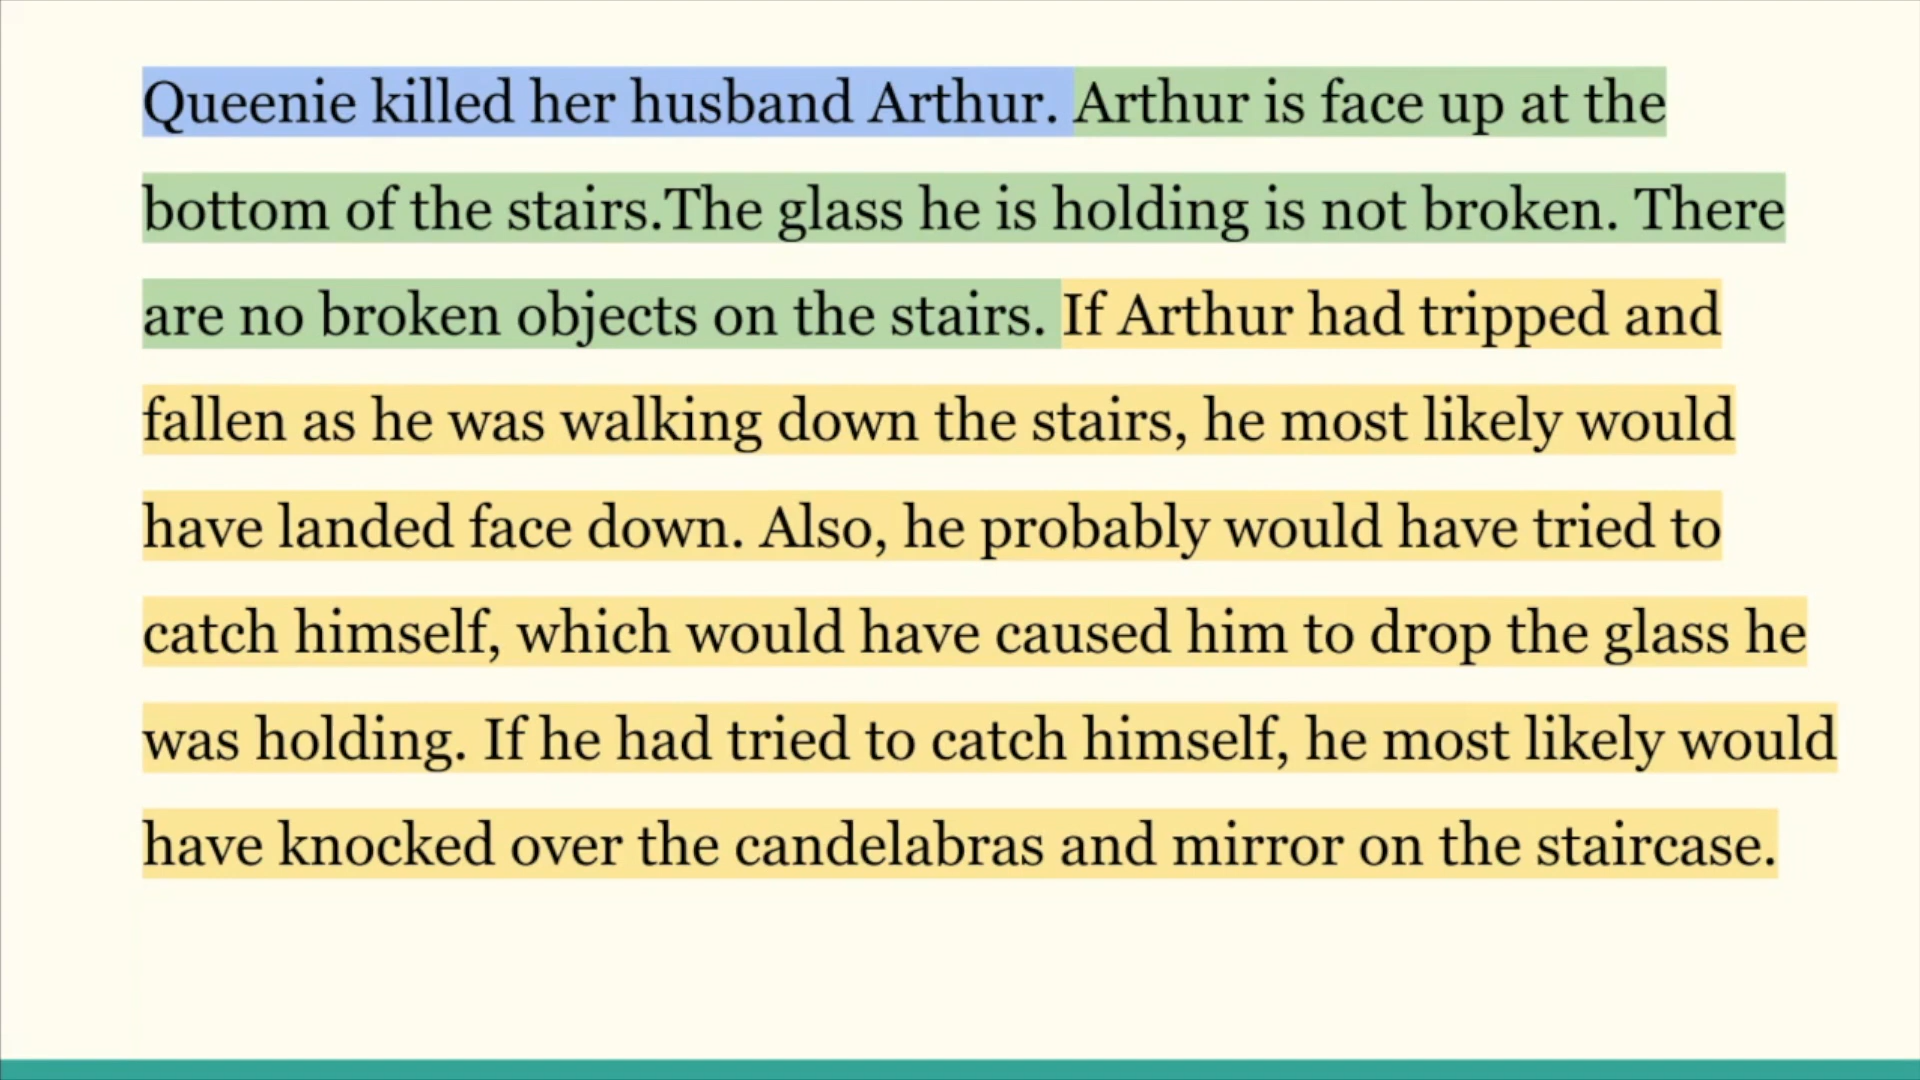 Queenie killed her husband Arthur. Arthur is face up at the
bottom of the stairs.The glass he is holding is not broken. There
are no broken objects on the stairs. If Arthur had tripped and
fallen as he was walking down the stairs, he most likely would
have landed face down. Also, he probably would have tried to
catch himself, which would have caused him to drop the glass he
was holding. If he had tried to catch himself, he most likely would
have knocked over the candelabras and mirror on the staircase.